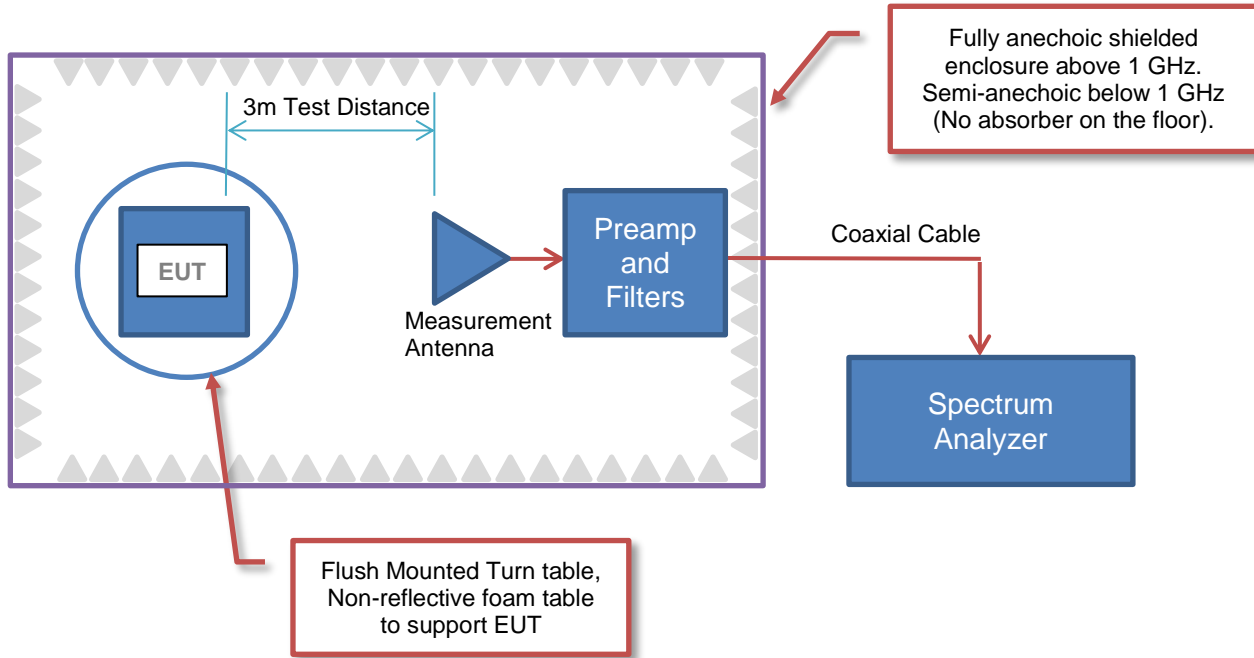 Fully anechoic shielded
enclosure above 1 GHz.
Semi-anechoic below 1 GHz
(No absorber on the floor).
3m Test Distance
EUT
Preamp
and
Filters
Coaxial Cable
Measurement
Antenna
Spectrum
Analyzer
Flush Mounted Turn table,
Non-reflective foam table
to support EUT